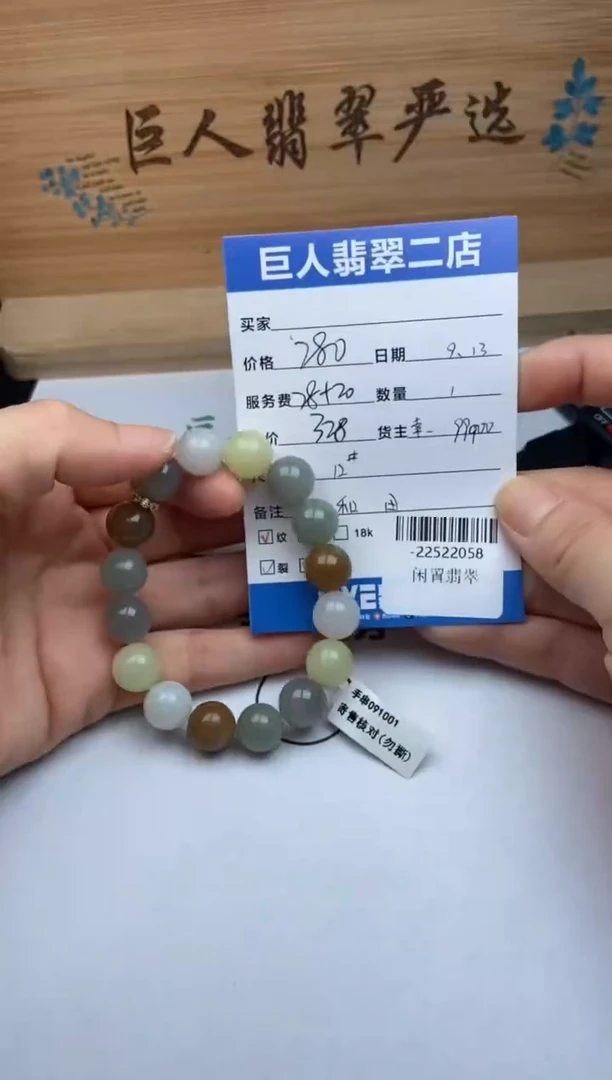 巨人翡翠严选
巨人翡翠二店
买家
价格 280 日期 9.13
服务费 28+20 数量 1
价 328 货主
12#
备注 和田
纹 18k
裂
-22522058
闲置翡翠
手串091001
寄售核对(勿撕)